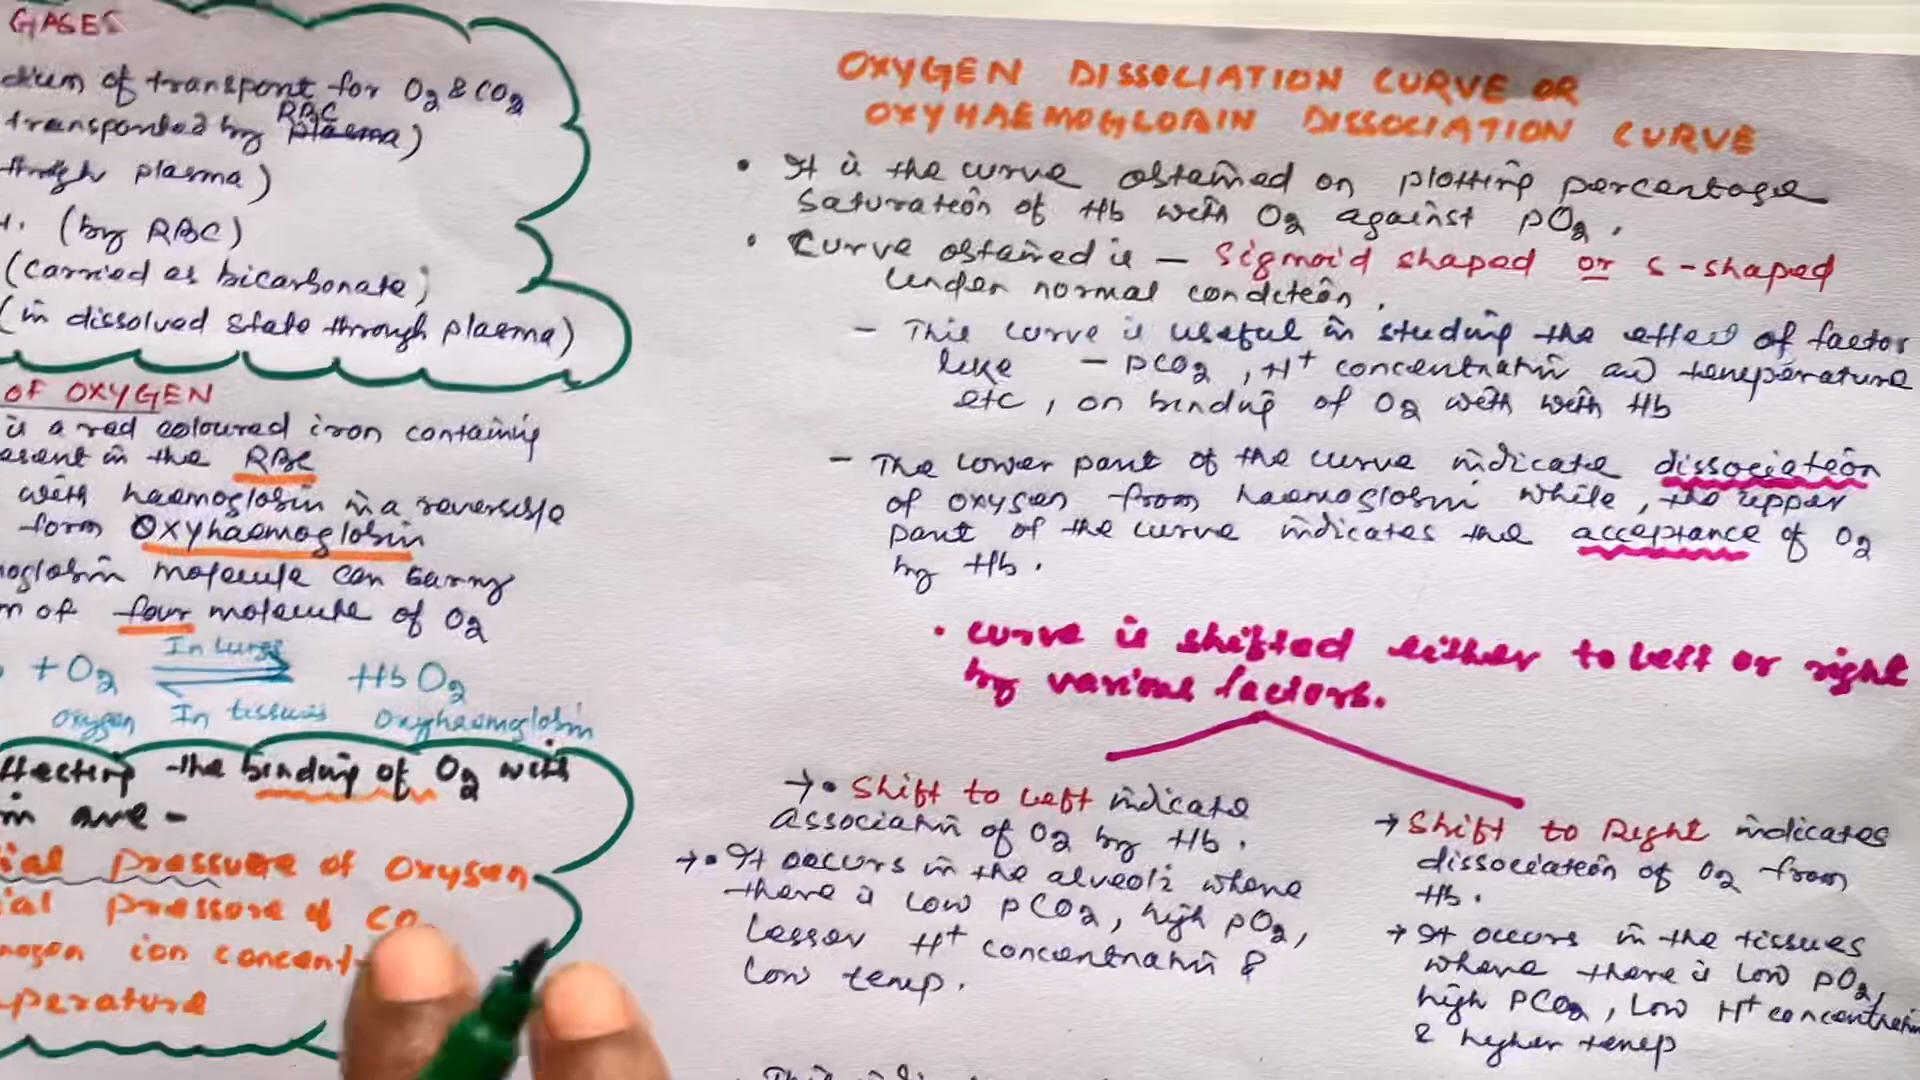 GASES
dium of transport for O2 & CO2
RBC
transported by plasma)
through plasma)
t. (by RBC)
(carried as bicarbonate)
(in dissolved state through plasma)
OF OXYGEN
is a red coloured iron containing
esent in the RBC
with haemoglobin in a reversible
form Oxyhaemoglobin
moglobin molecule can carry
m of four molecule of O2
In lungs
+ O2 HbO2
oxygen In tissues Oxyhaemoglobin
ffecting the binding of O2 with
in are -
ial pressure of Oxygen
ial pressure of CO
rogen ion concent
perature
OXYGEN DISSOCIATION CURVE OR
OXYHAEMOGLOBIN DISSOCIATION CURVE
• It is the curve obtained on plotting percentage
saturation of Hb with O2 against pO2.
• Curve obtained is – Sigmoid shaped or S-shaped
under normal condition.
– This curve is useful in studing the effect of factor
like – pCO2, H+ concentration and temperature
etc, on binding of O2 with with Hb
– The lower part of the curve indicate dissociation
of oxygen from haemoglobin while, the upper
part of the curve indicates the acceptance of O2
by Hb.
• curve is shifted either to left or right
by various factors.
→• Shift to left indicate
association of O2 by Hb.
→• It occurs in the alveoli where
there is low pCO2, high pO2,
lesser H+ concentration &
low temp.
→ Shift to Right indicates
dissociation of O2 from
Hb.
→ It occurs in the tissues
where there is low pO2,
high pCO2, low H+ concentration
& higher temp